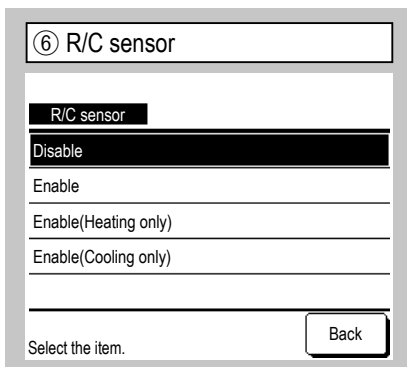 ⑥ R/C sensor
R/C sensor
Disable
Enable
Enable(Heating only)
Enable(Cooling only)
Back
Select the item.